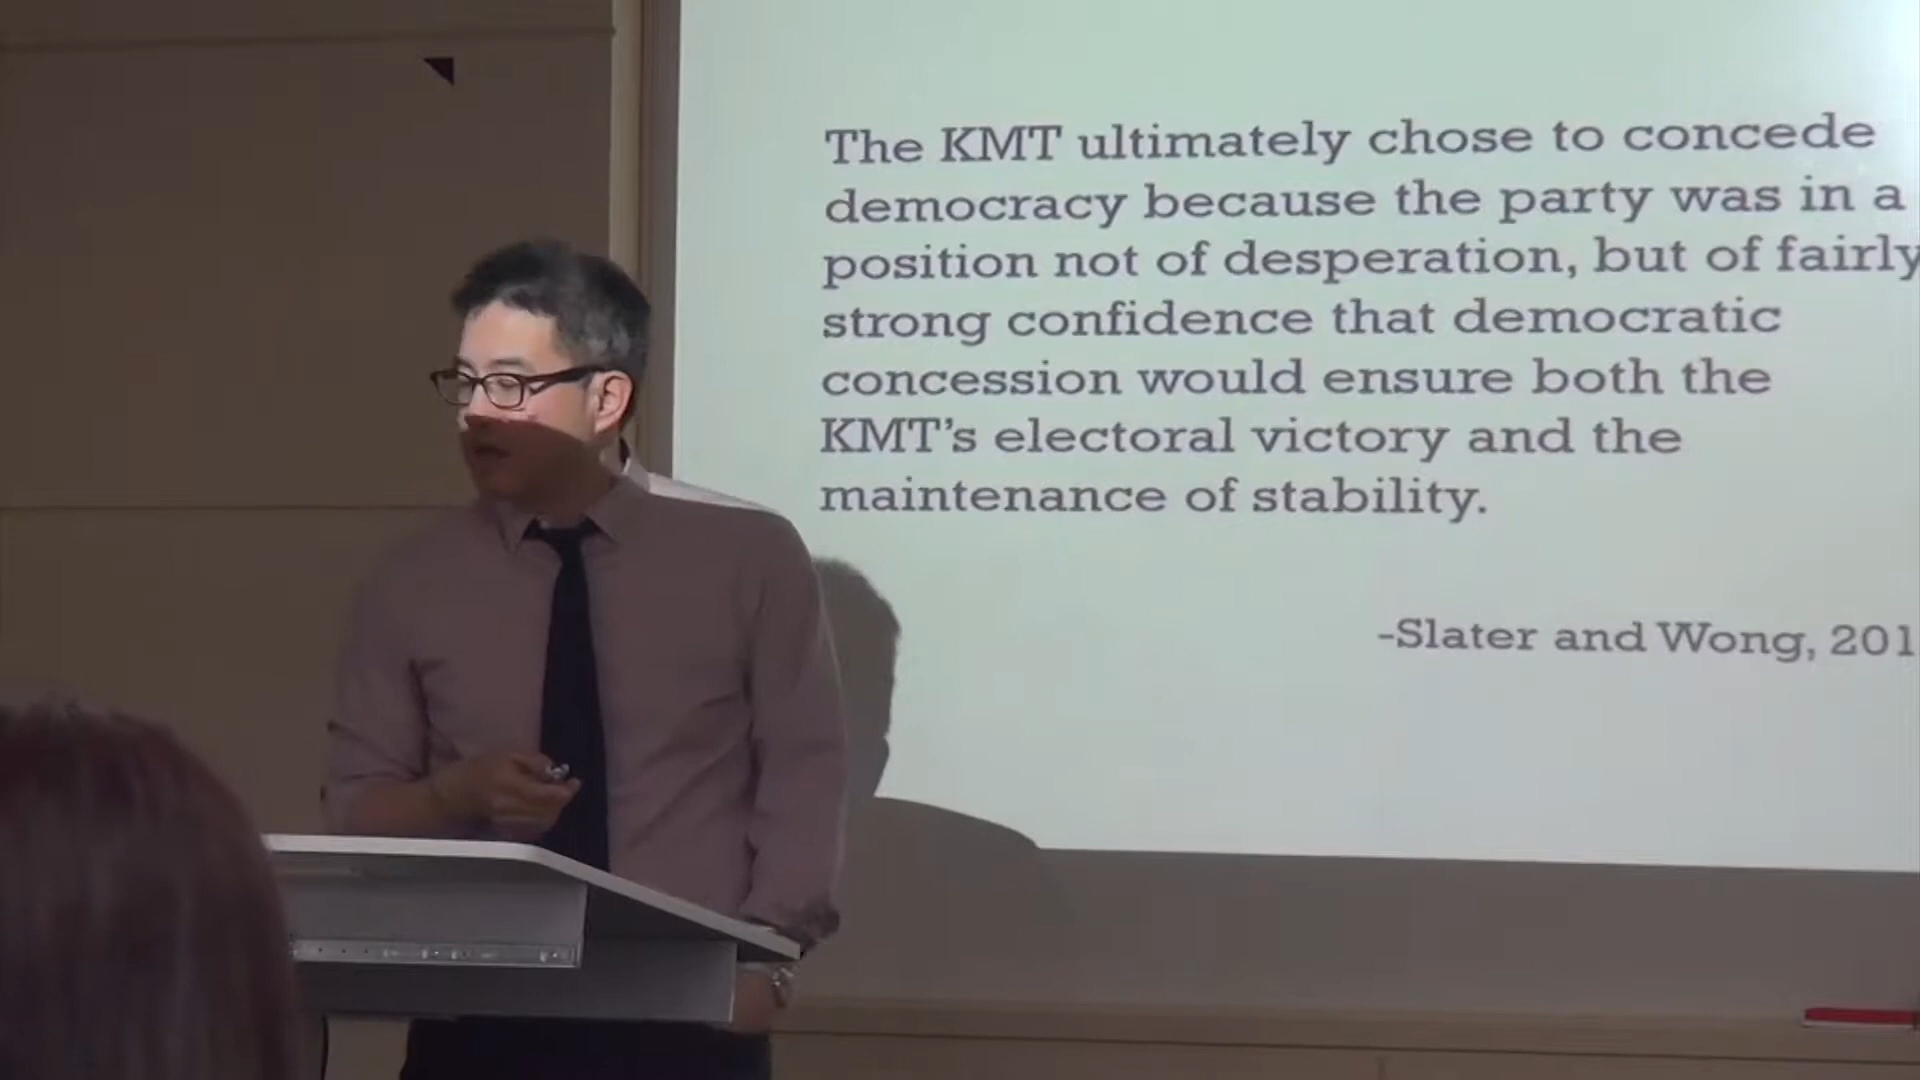 The KMT ultimately chose to concede
democracy because the party was in a
position not of desperation, but of fairly
strong confidence that democratic
concession would ensure both the
KMT's electoral victory and the
maintenance of stability.
-Slater and Wong, 201